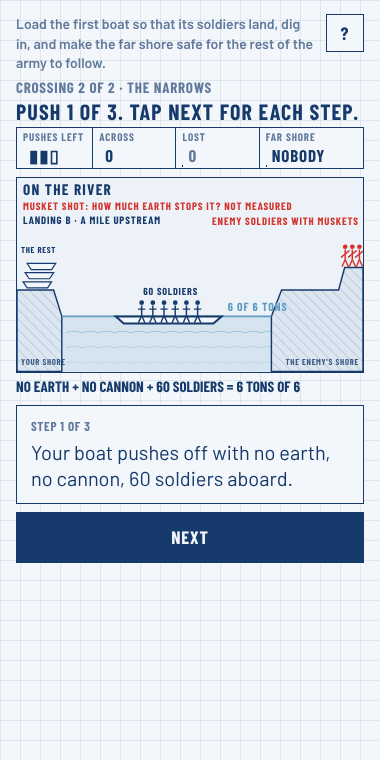 Load the first boat so that its soldiers land, dig
in, and make the far shore safe for the rest of the
army to follow.
?
CROSSING 2 OF 2 · THE NARROWS
PUSH 1 OF 3. TAP NEXT FOR EACH STEP.
PUSHES LEFT
ACROSS
0
LOST
0
FAR SHORE
NOBODY
ON THE RIVER
MUSKET SHOT: HOW MUCH EARTH STOPS IT? NOT MEASURED
LANDING B · A MILE UPSTREAM
ENEMY SOLDIERS WITH MUSKETS
THE REST
60 SOLDIERS
6 OF 6 TONS
YOUR SHORE
THE ENEMY'S SHORE
NO EARTH + NO CANNON + 60 SOLDIERS = 6 TONS OF 6
STEP 1 OF 3
Your boat pushes off with no earth,
no cannon, 60 soldiers aboard.
NEXT